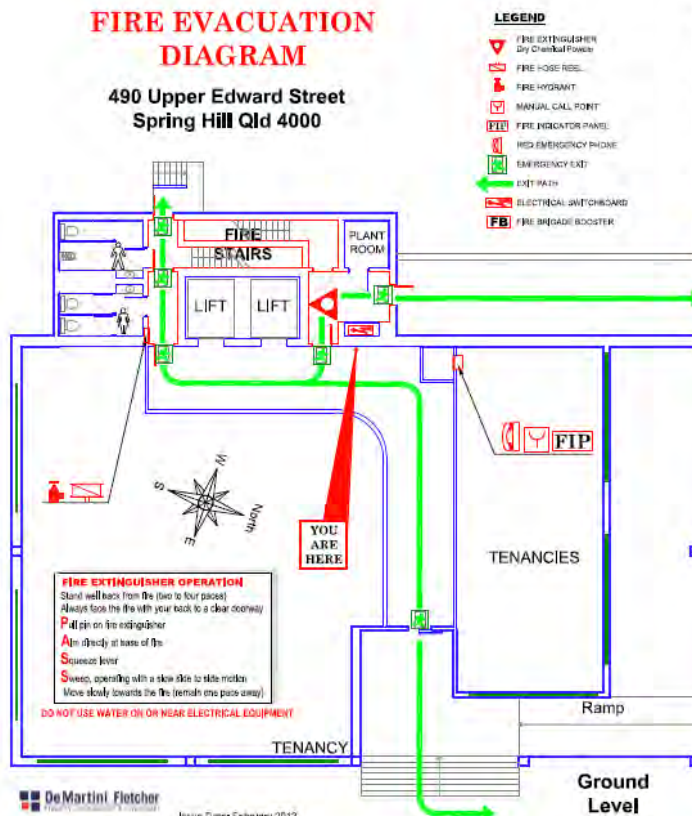 FIRE EVACUATION
DIAGRAM
490 Upper Edward Street
Spring Hill Qld 4000
LEGEND
FIRE EXTINGUISHER
Dry Chemical Powder
FIRE HOSE REEL
FIRE HYDRANT
MANUAL CALL POINT
FIP FIRE INDICATOR PANEL
RED EMERGENCY PHONE
EMERGENCY EXIT
EXIT PATH
ELECTRICAL SWITCHBOARD
FB FIRE BRIGADE BOOSTER
FIRE
STAIRS
PLANT
ROOM
LIFT
LIFT
FIP
W
S
North
E
YOU
ARE
HERE
TENANCIES
FIRE EXTINGUISHER OPERATION
Stand well back from fire (two to four paces)
Always face the fire with your back to a clear doorway
Pull pin on fire extinguisher
Aim directly at base of fire
Squeeze lever
Sweep, operating with a slow side to side motion
Move slowly towards the fire (remain one pace away)
DO NOT USE WATER ON OR NEAR ELECTRICAL EQUIPMENT
Ramp
TENANCY
Ground
Level
DeMartini Fletcher